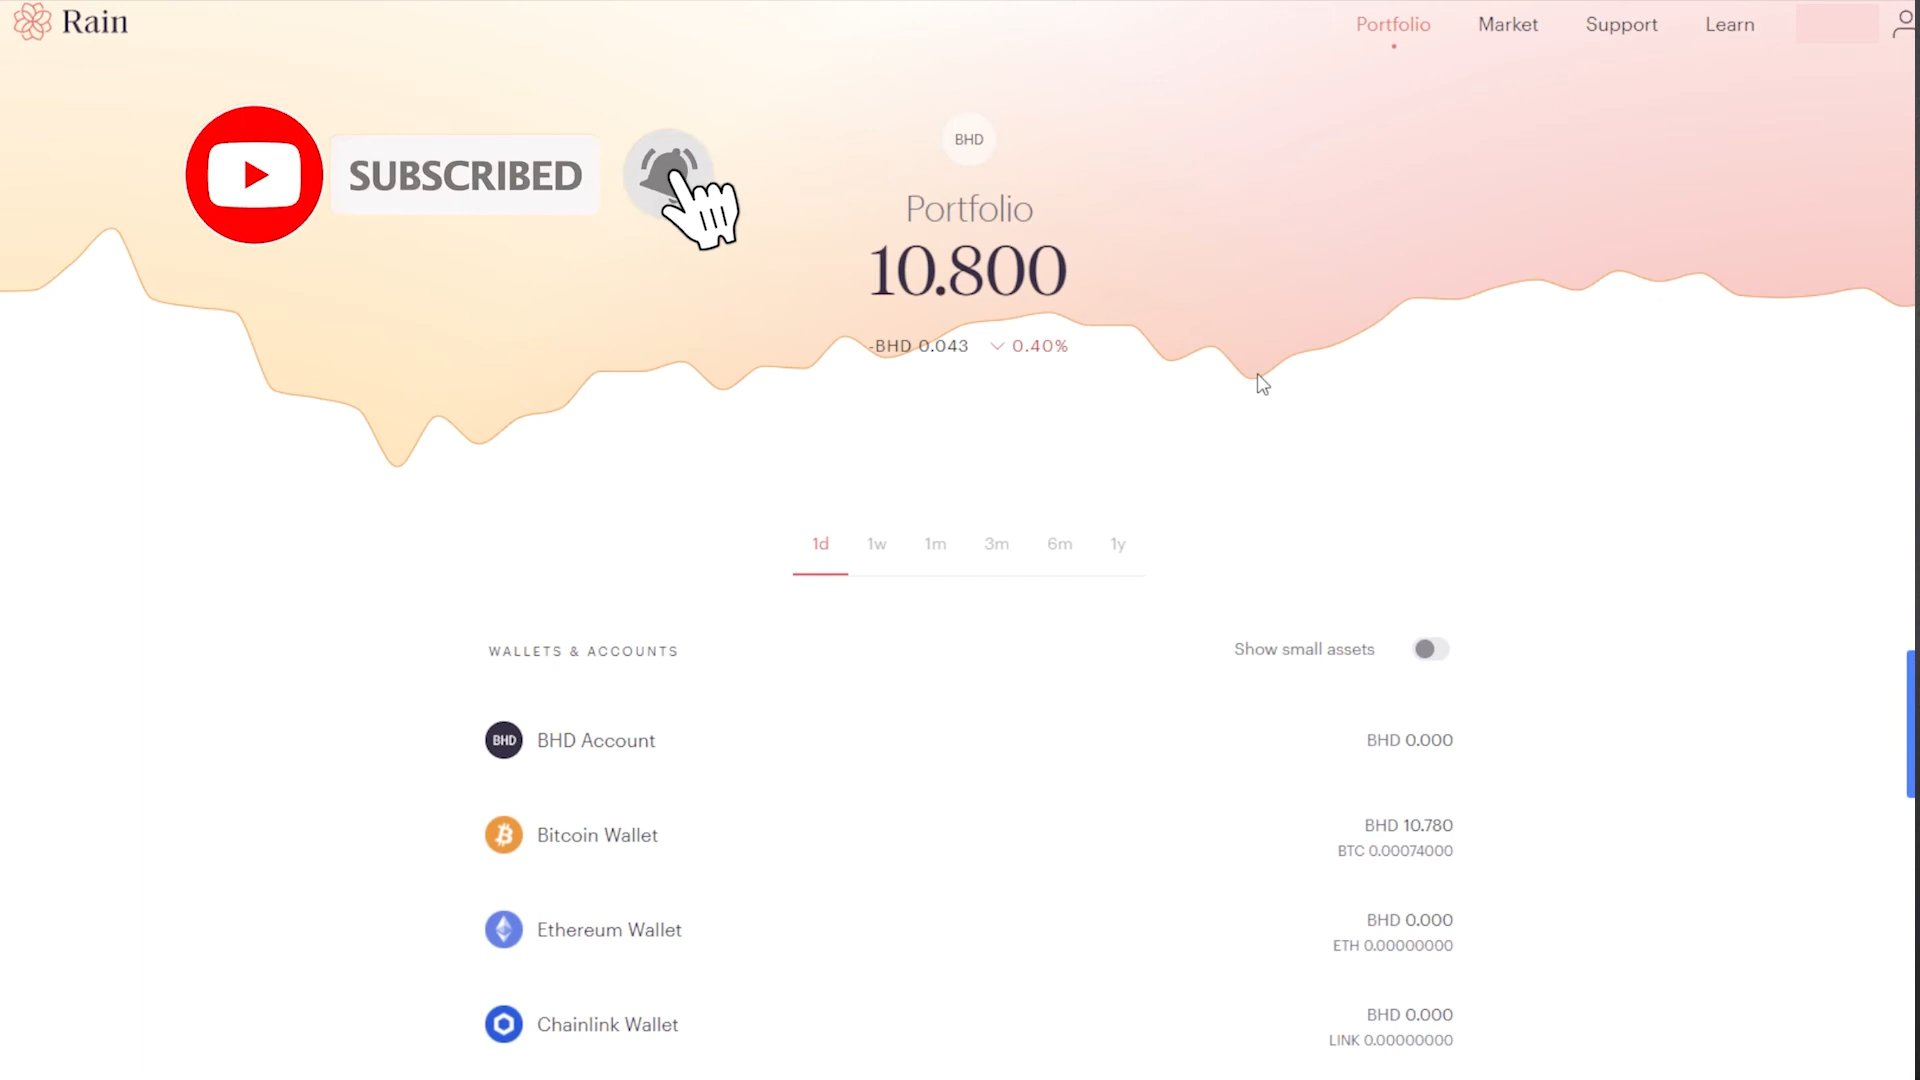 Rain
Portfolio
Market
Support
Learn
SUBSCRIBED
BHD
Portfolio
10.800
-BHD 0.043 0.40%
1d 1w 1m 3m 6m 1y
WALLETS & ACCOUNTS
Show small assets
BHD BHD Account
BHD 0.000
Bitcoin Wallet
BHD 10.780
BTC 0.00074000
Ethereum Wallet
BHD 0.000
ETH 0.00000000
Chainlink Wallet
BHD 0.000
LINK 0.00000000